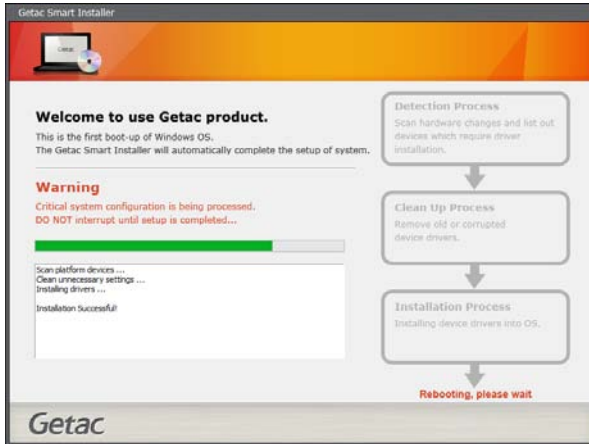 Getac Smart Installer
Getac
Welcome to use Getac product.
This is the first boot-up of Windows OS.
The Getac Smart Installer will automatically complete the setup of system.
Warning
Critical system configuration is being processed.
DO NOT interrupt until setup is completed...
Scan platform devices ...
Clean unnecessary settings ...
Installing drivers ...
Installation Successful!
Detection Process
Scan hardware changes and list out
devices which require driver
installation.
Clean Up Process
Remove old or corrupted
device drivers.
Installation Process
Installing device drivers into OS.
Rebooting, please wait
Getac